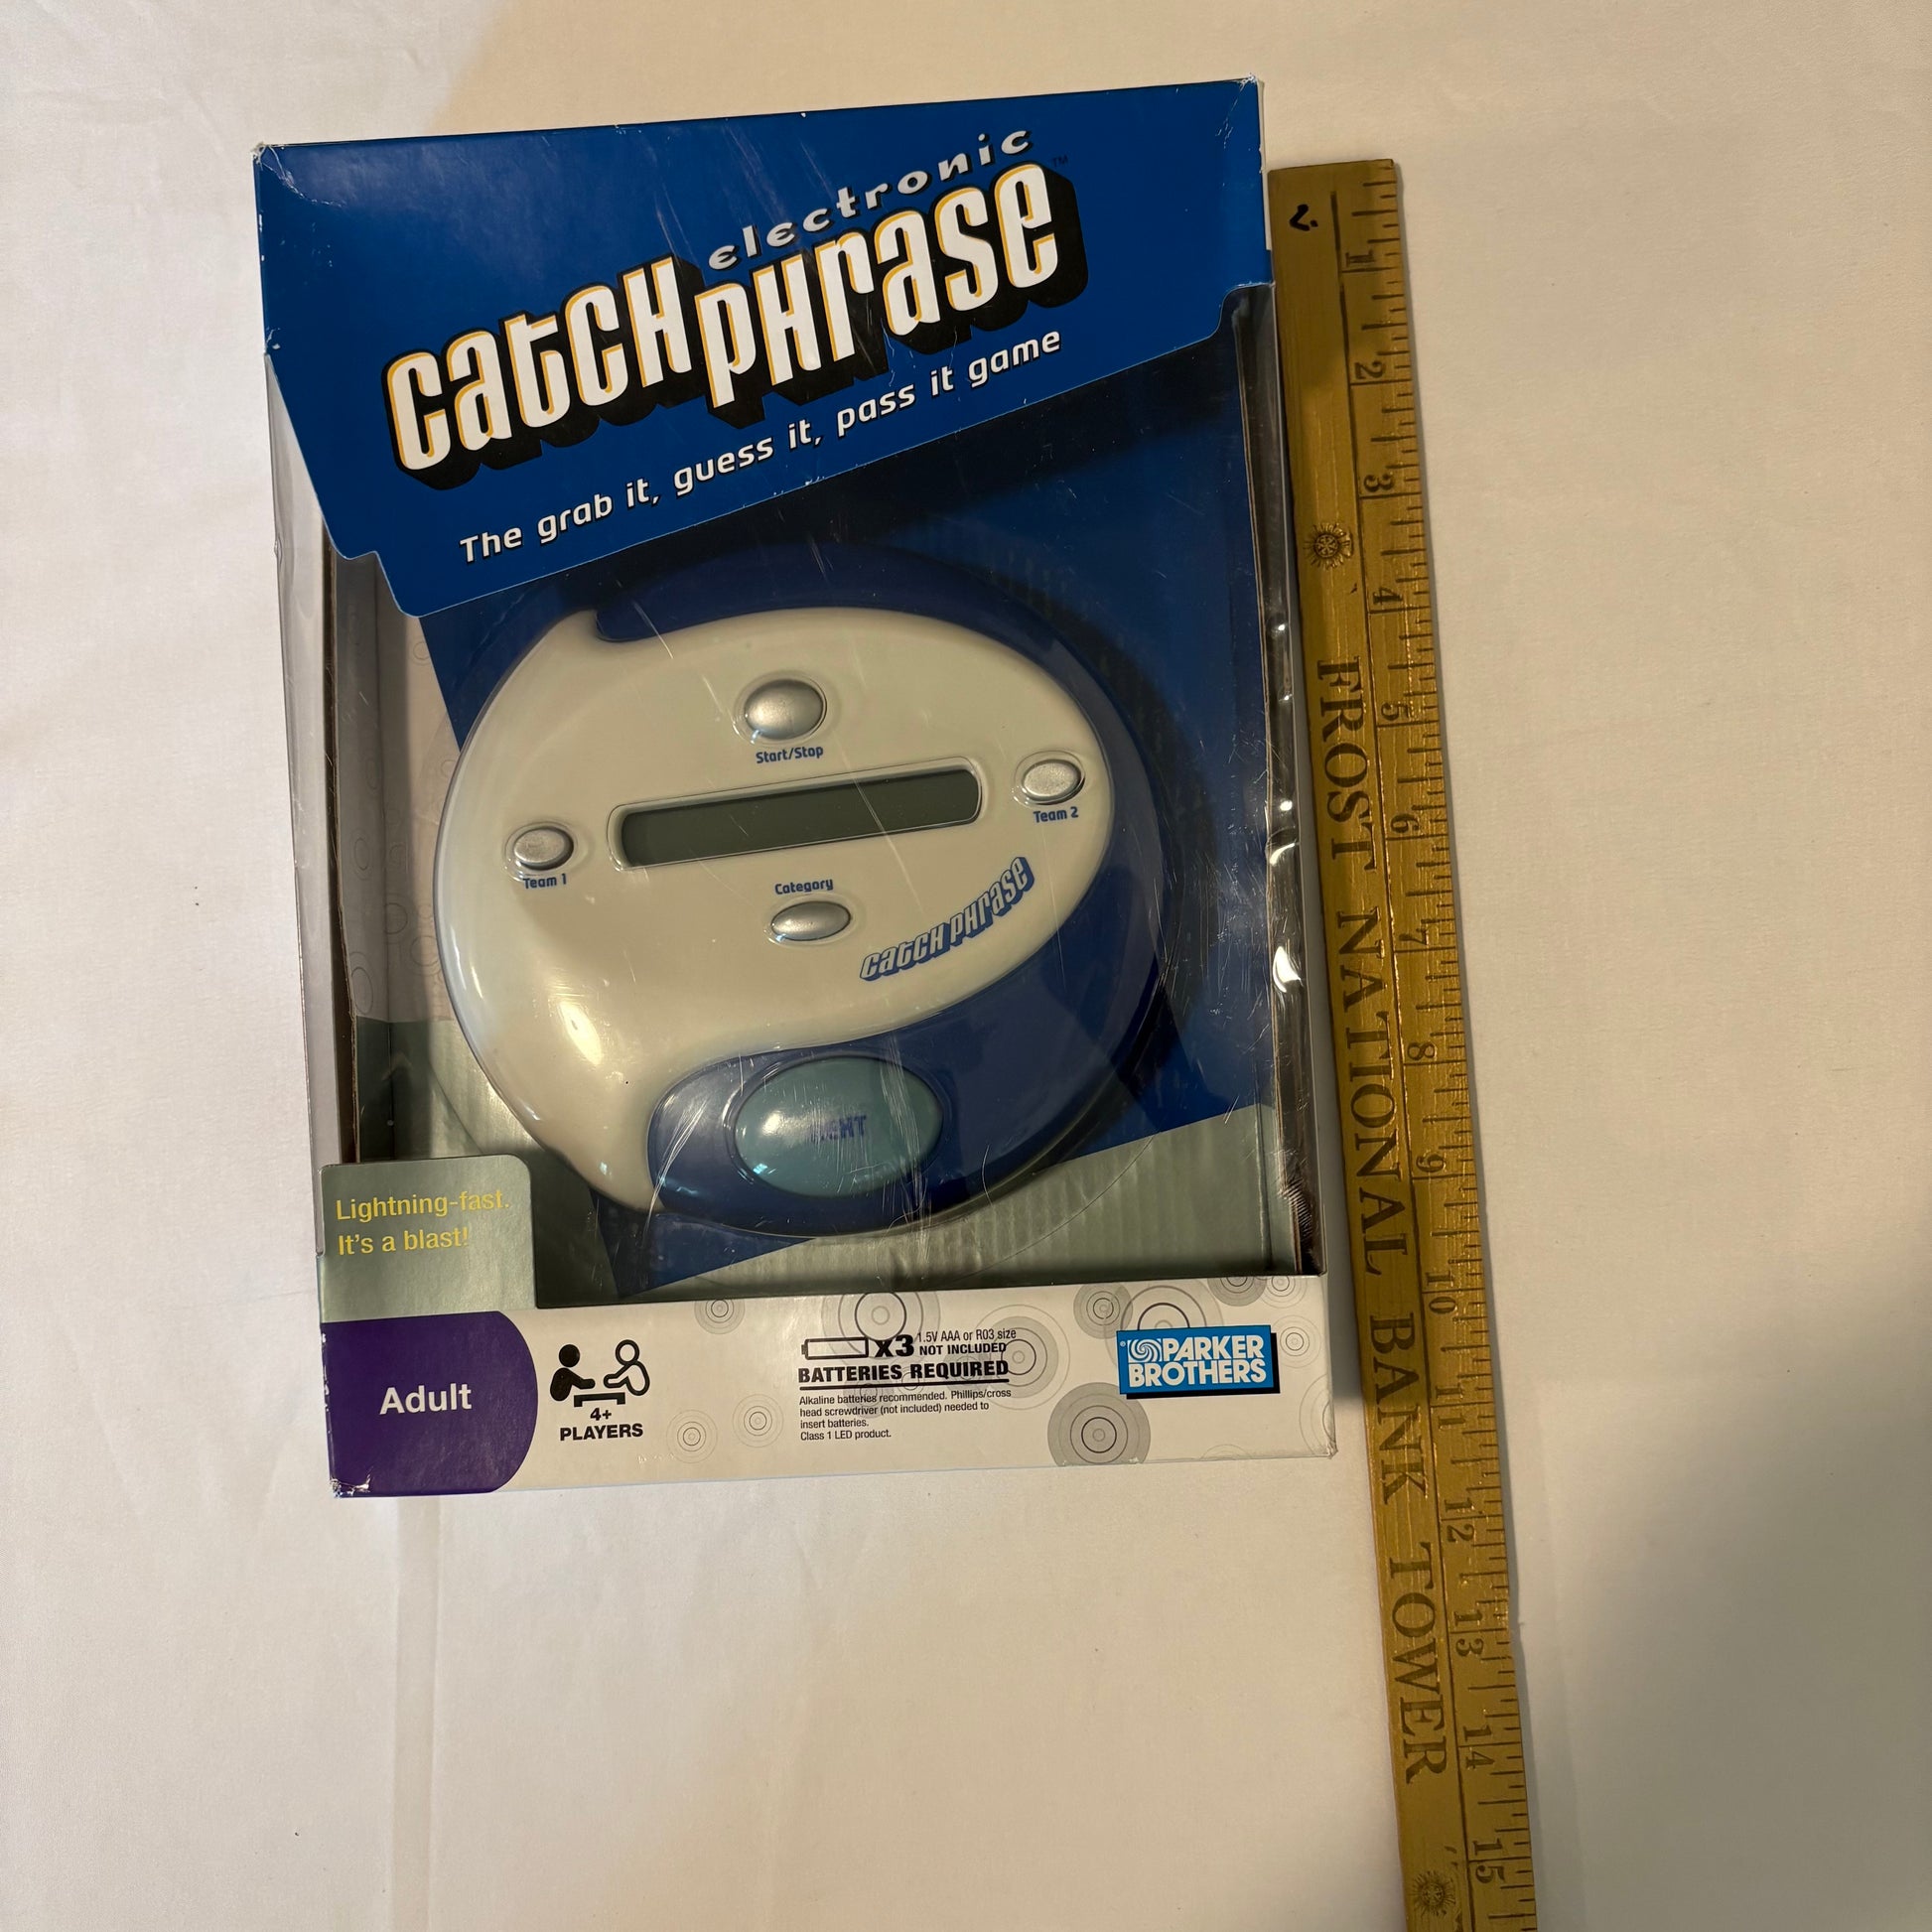 electronic
CATCH PHRASE™
The grab it, guess it, pass it game
Start/Stop
Team 1
Team 2
Category
CATCH PHRASE
NEXT
Lightning-fast.
It's a blast!
Adult
4+
PLAYERS
x3 1.5V AAA or R03 size
NOT INCLUDED
BATTERIES REQUIRED
Alkaline batteries recommended. Phillips/cross
head screwdriver (not included) needed to
insert batteries.
Class 1 LED product.
PARKER
BROTHERS
FROST NATIONAL BANK TOWER
1
2
3
4
5
6
7
8
9
10
11
12
13
14
15